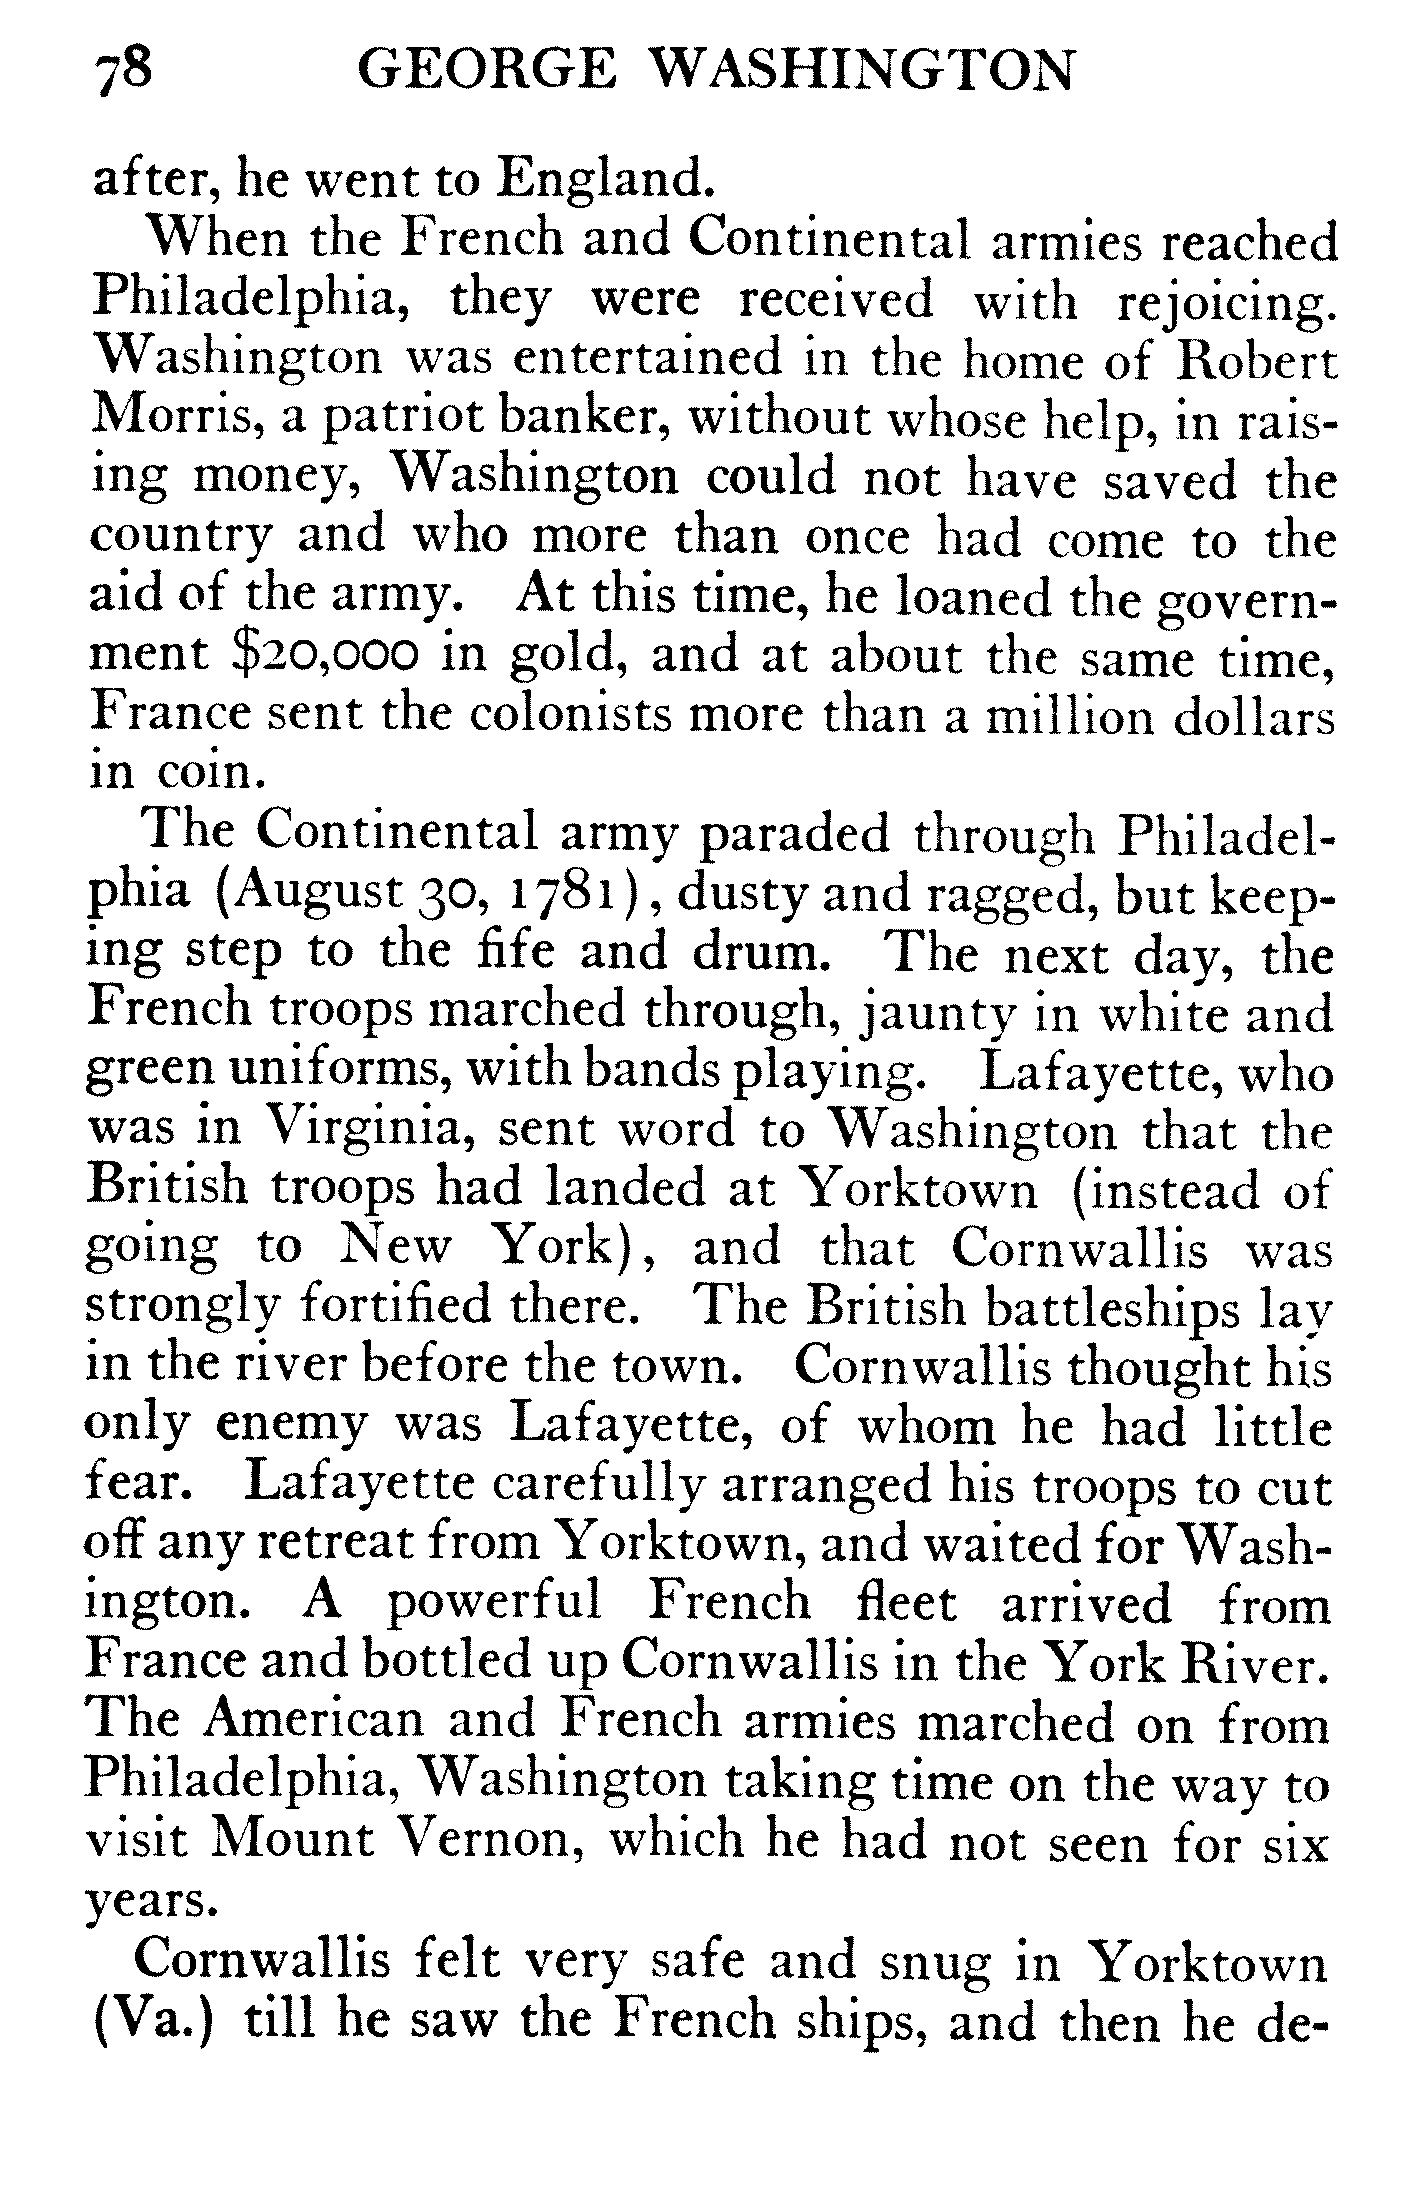 78 GEORGE WASHINGTON
after, he went to England.
When the French and Continental armies reached
Philadelphia, they were received with rejoicing.
Washington was entertained in the home of Robert
Morris, a patriot banker, without whose help, in rais-
ing money, Washington could not have saved the
country and who more than once had come to the
aid of the army. At this time, he loaned the govern-
ment $20,000 in gold, and at about the same time,
France sent the colonists more than a million dollars
in coin.
The Continental army paraded through Philadel-
phia (August 30, 1781), dusty and ragged, but keep-
ing step to the fife and drum. The next day, the
French troops marched through, jaunty in white and
green uniforms, with bands playing. Lafayette, who
was in Virginia, sent word to Washington that the
British troops had landed at Yorktown (instead of
going to New York), and that Cornwallis was
strongly fortified there. The British battleships lay
in the river before the town. Cornwallis thought his
only enemy was Lafayette, of whom he had little
fear. Lafayette carefully arranged his troops to cut
off any retreat from Yorktown, and waited for Wash-
ington. A powerful French fleet arrived from
France and bottled up Cornwallis in the York River.
The American and French armies marched on from
Philadelphia, Washington taking time on the way to
visit Mount Vernon, which he had not seen for six
years.
Cornwallis felt very safe and snug in Yorktown
(Va.) till he saw the French ships, and then he de-